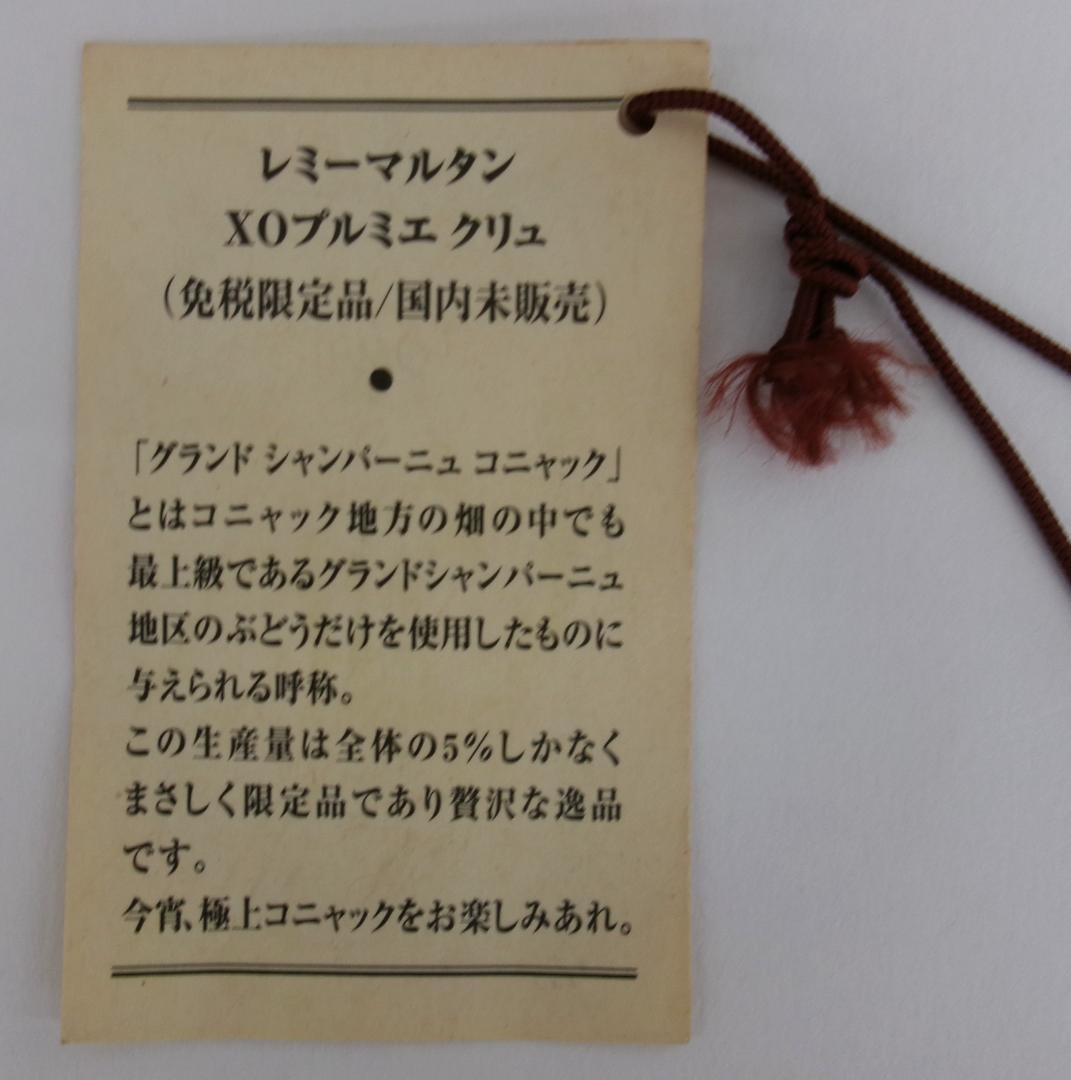 レミーマルタン
XOプルミエ クリュ
（免税限定品/国内未販売）
●
「グランド シャンパーニュ コニャック」
とはコニャック地方の畑の中でも
最上級であるグランドシャンパーニュ
地区のぶどうだけを使用したものに
与えられる呼称。
この生産量は全体の5%しかなく
まさしく限定品であり贅沢な逸品
です。
今宵、極上コニャックをお楽しみあれ。